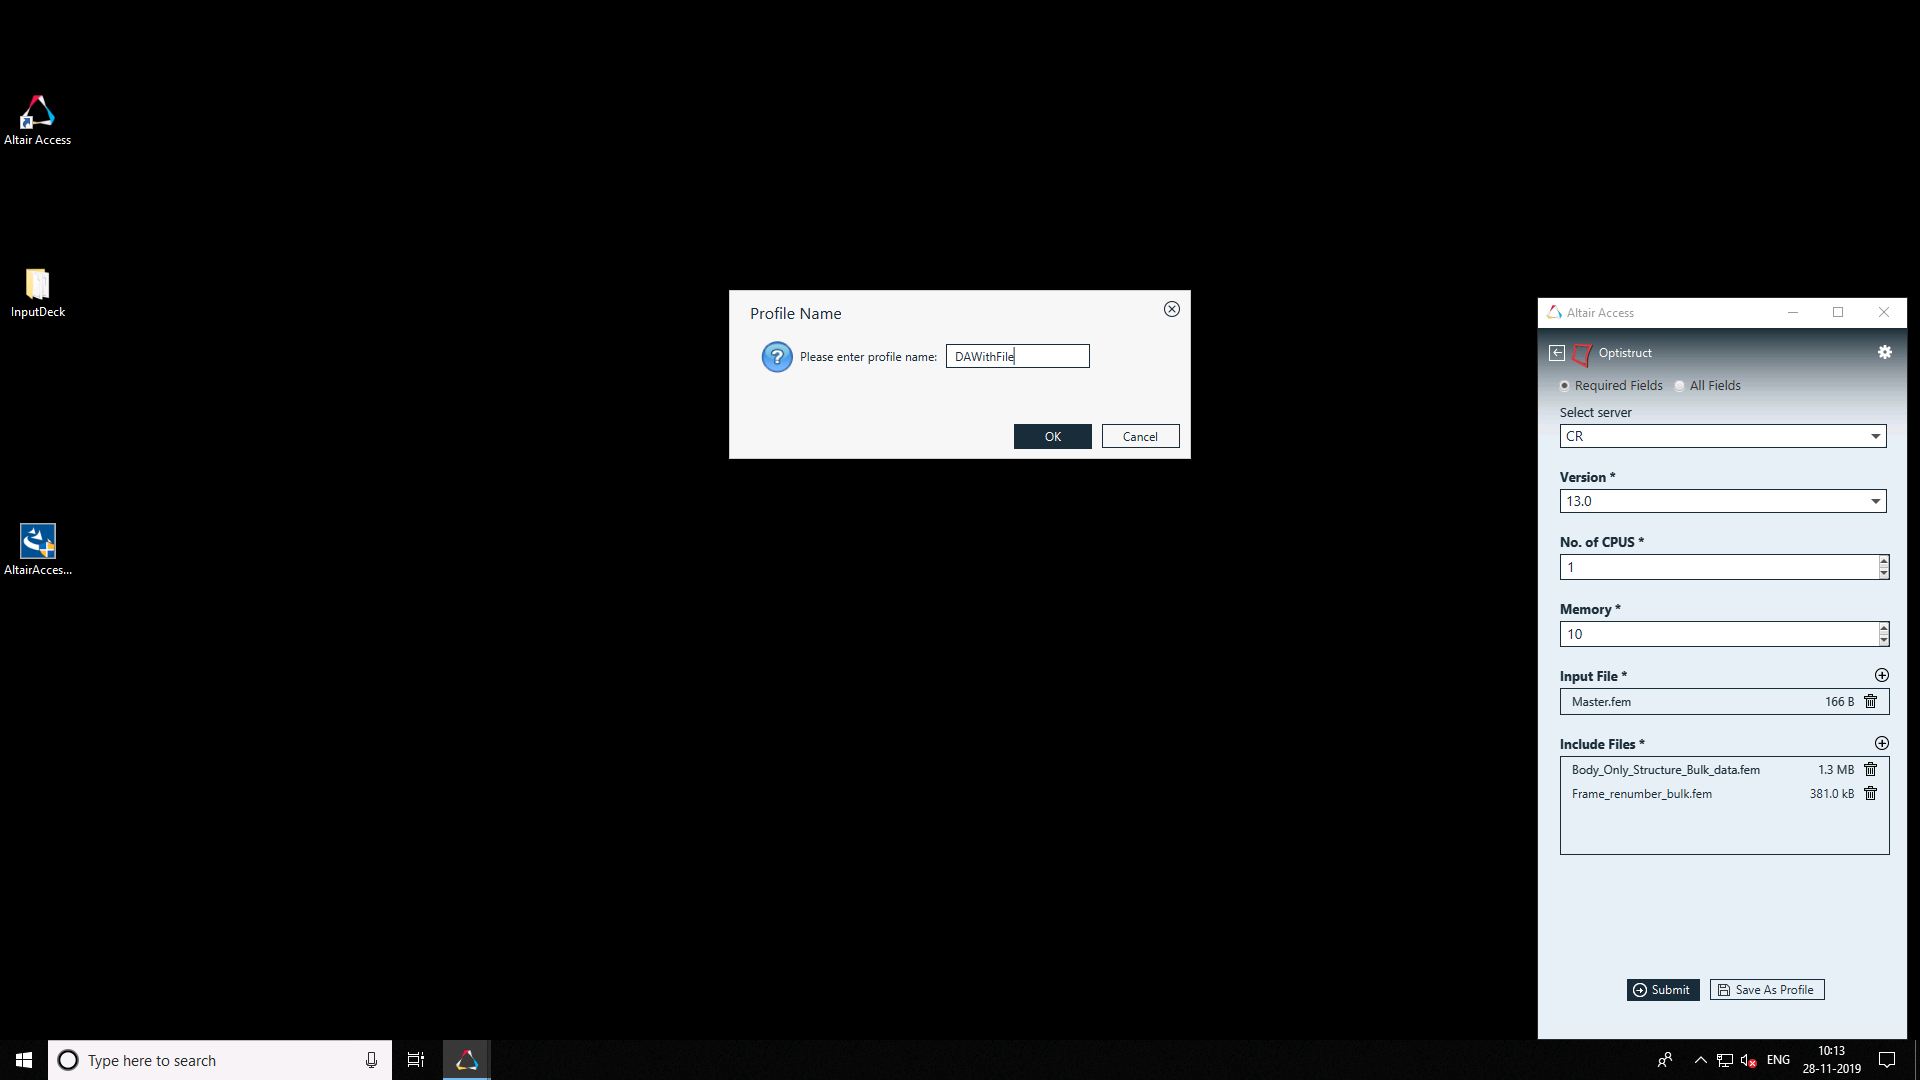 Altair Access
InputDeck
AltairAcces...
Profile Name
Please enter profile name: DAWithFile
OK Cancel
Altair Access
Optistruct
Required Fields All Fields
Select server
CR
Version *
13.0
No. of CPUS *
1
Memory *
10
Input File *
Master.fem 166 B
Include Files *
Body_Only_Structure_Bulk_data.fem 1.3 MB
Frame_renumber_bulk.fem 381.0 kB
Submit Save As Profile
Type here to search
ENG
10:13
28-11-2019